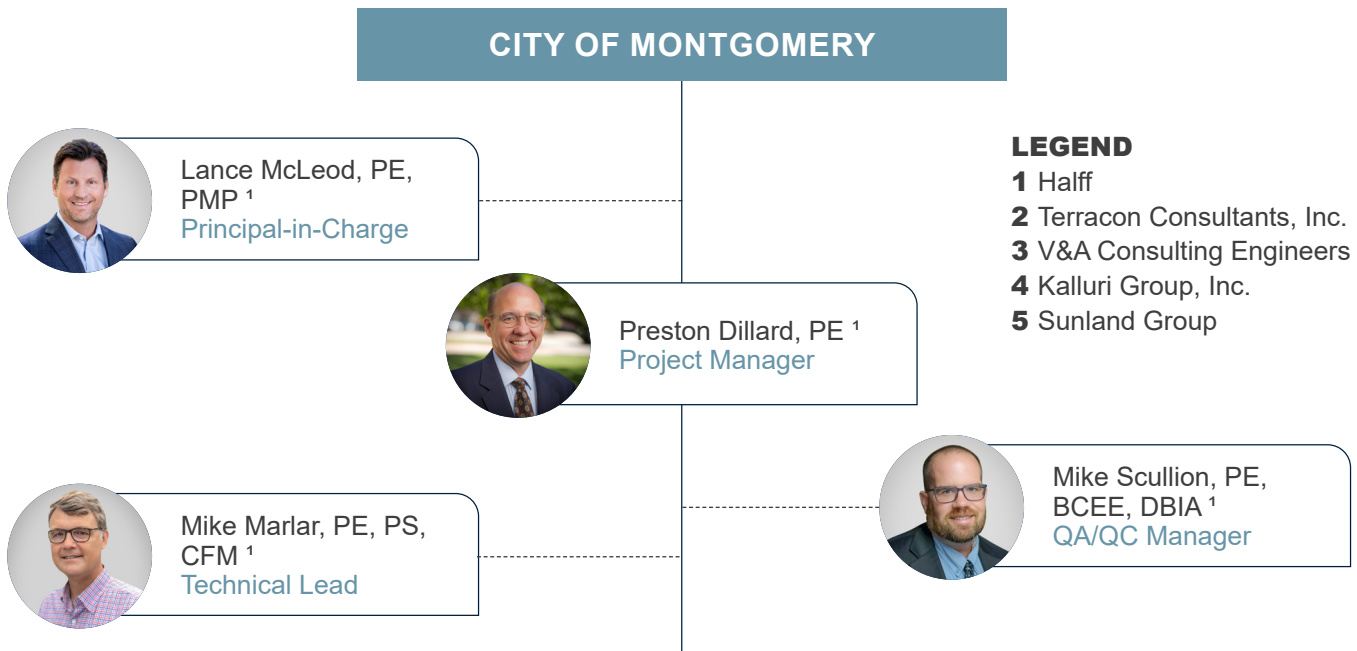 CITY OF MONTGOMERY
Lance McLeod, PE,
PMP ¹
Principal-in-Charge
LEGEND
1 Halff
2 Terracon Consultants, Inc.
3 V&A Consulting Engineers
4 Kalluri Group, Inc.
5 Sunland Group
Preston Dillard, PE ¹
Project Manager
Mike Scullion, PE,
BCEE, DBIA ¹
QA/QC Manager
Mike Marlar, PE, PS,
CFM ¹
Technical Lead